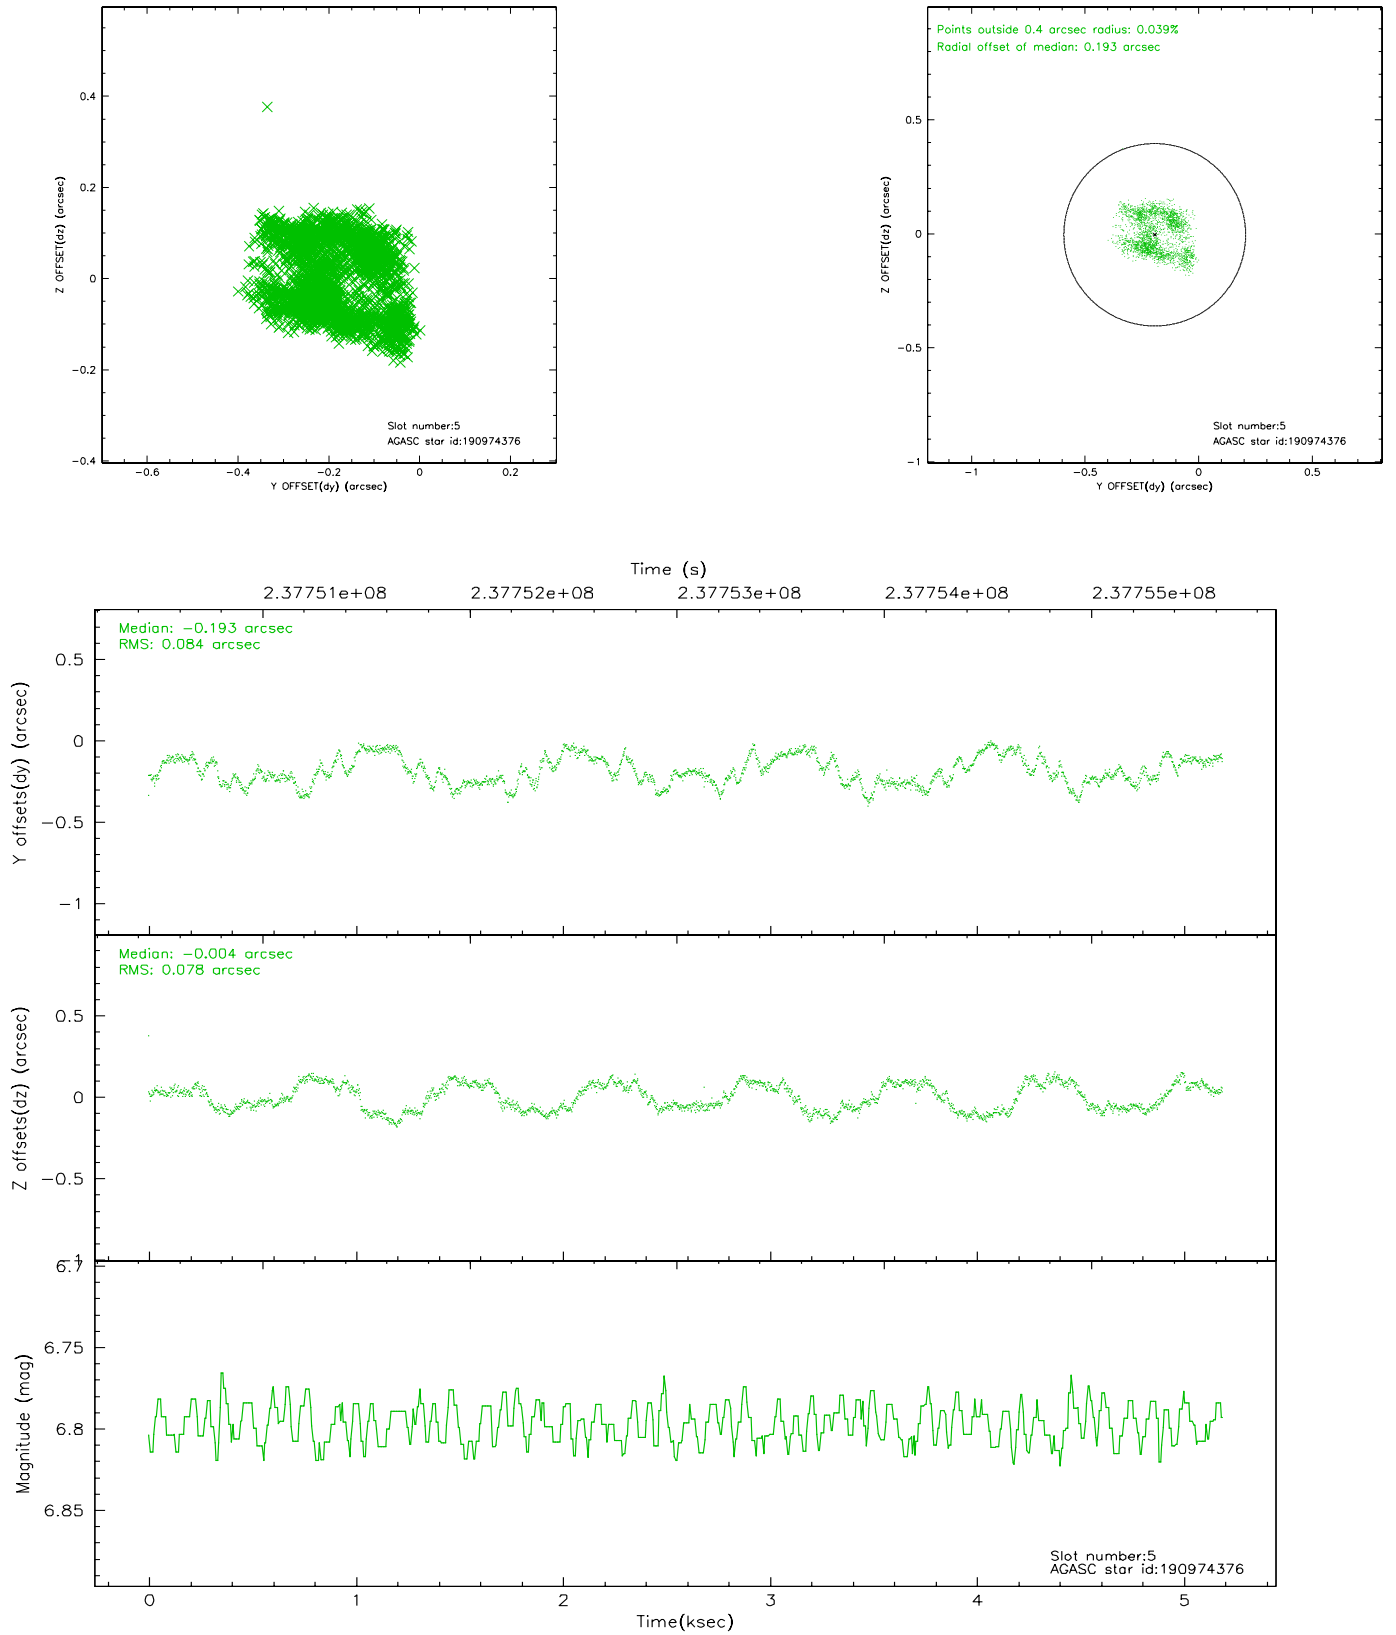 0.4
0.2
0
−0.2
−0.4
Z OFFSET(dz) (arcsec)
Slot number:5
AGASC star id:190974376
−0.6
−0.4
−0.2
0
0.2
Y OFFSET(dy) (arcsec)
Points outside 0.4 arcsec radius: 0.039%
Radial offset of median: 0.193 arcsec
0.5
0
−0.5
−1
Z OFFSET(dz) (arcsec)
Slot number:5
AGASC star id:190974376
−1
−0.5
0
0.5
Y OFFSET(dy) (arcsec)
Time (s)
2.37751e+08
2.37752e+08
2.37753e+08
2.37754e+08
2.37755e+08
Median: −0.193 arcsec
RMS: 0.084 arcsec
0.5
0
−0.5
−1
Y offsets(dy) (arcsec)
Median: −0.004 arcsec
RMS: 0.078 arcsec
0.5
0
−0.5
−1
Z offsets(dz) (arcsec)
6.7
6.75
6.8
6.85
Magnitude (mag)
Slot number:5
AGASC star id:190974376
0
1
2
3
4
5
Time(ksec)